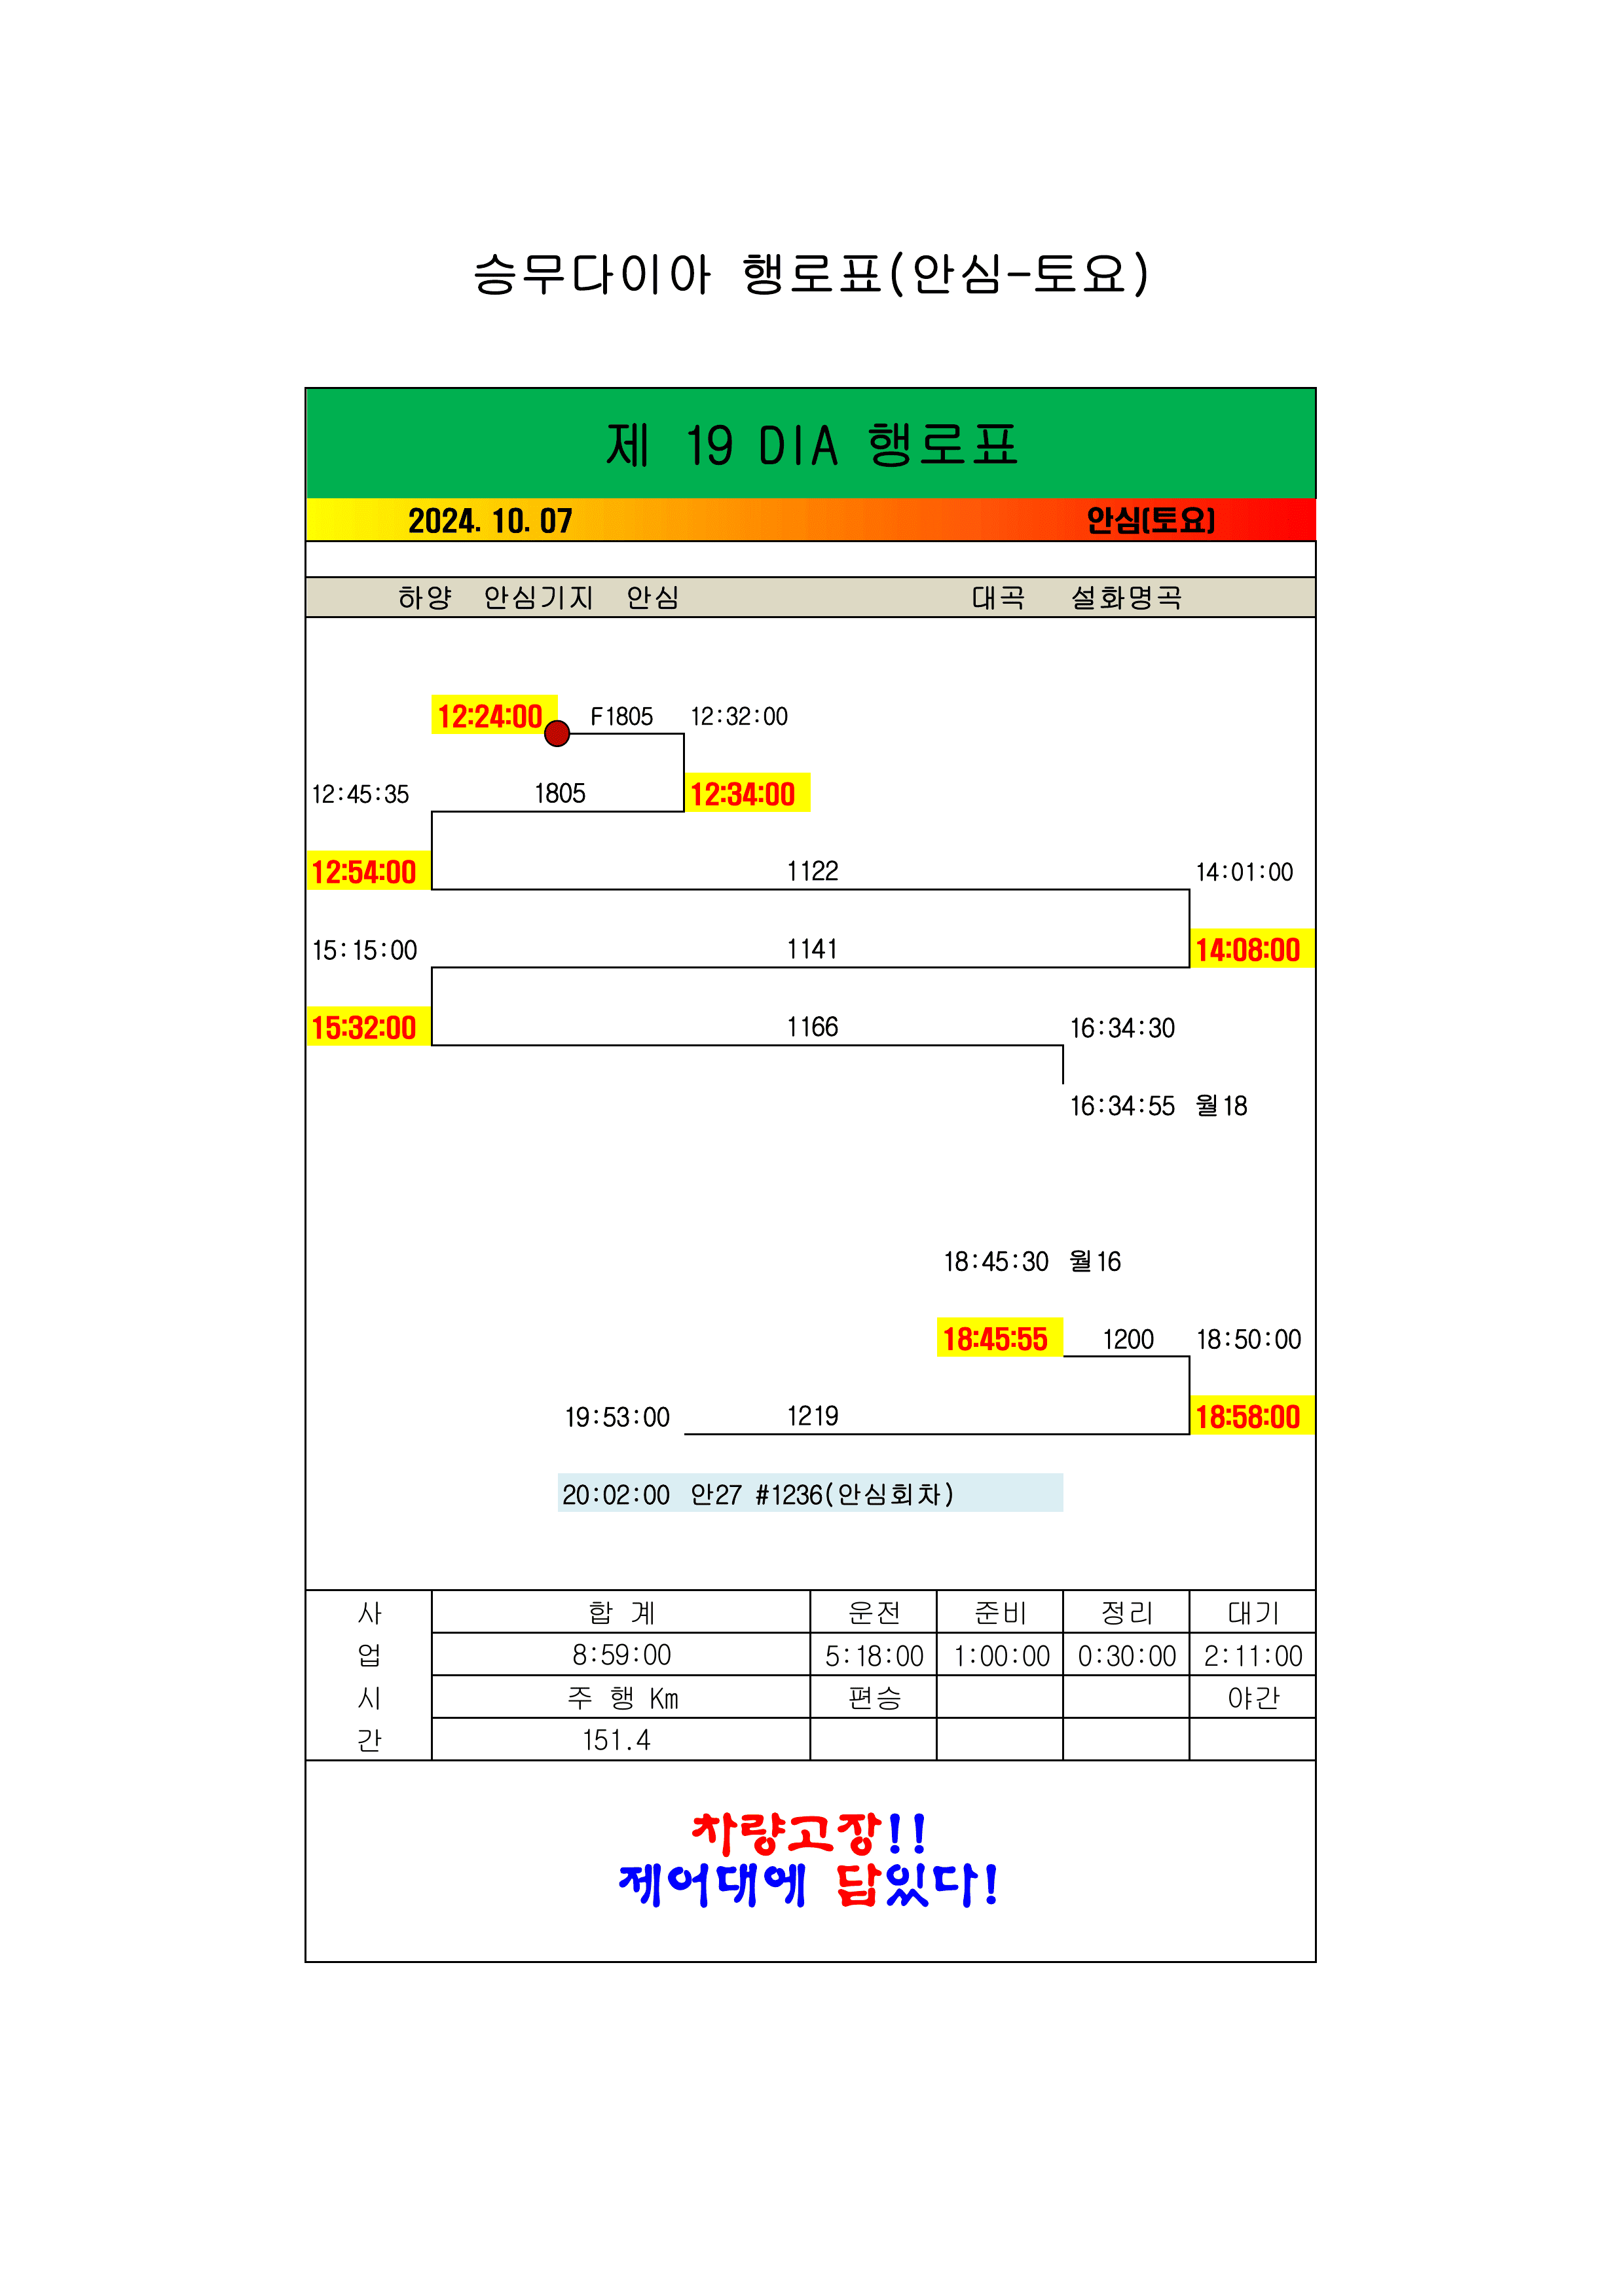 승무다이아 행로표(안심-토요)
제 19 DIA 행로표
2024. 10. 07 안심(토요)
하양 안심기지 안심 대곡 설화명곡
12:24:00 F1805 12:32:00
12:45:35 1805 12:34:00
12:54:00 1122 14:01:00
15:15:00 1141 14:08:00
15:32:00 1166 16:34:30
16:34:55 월18
18:45:30 월16
18:45:55 1200 18:50:00
19:53:00 1219 18:58:00
20:02:00 안27 #1236(안심회차)
사 합 계 운전 준비 정리 대기
업 8:59:00 5:18:00 1:00:00 0:30:00 2:11:00
시 주 행 Km 편승 야간
간 151.4
차량고장!!
제어대에 답있다!